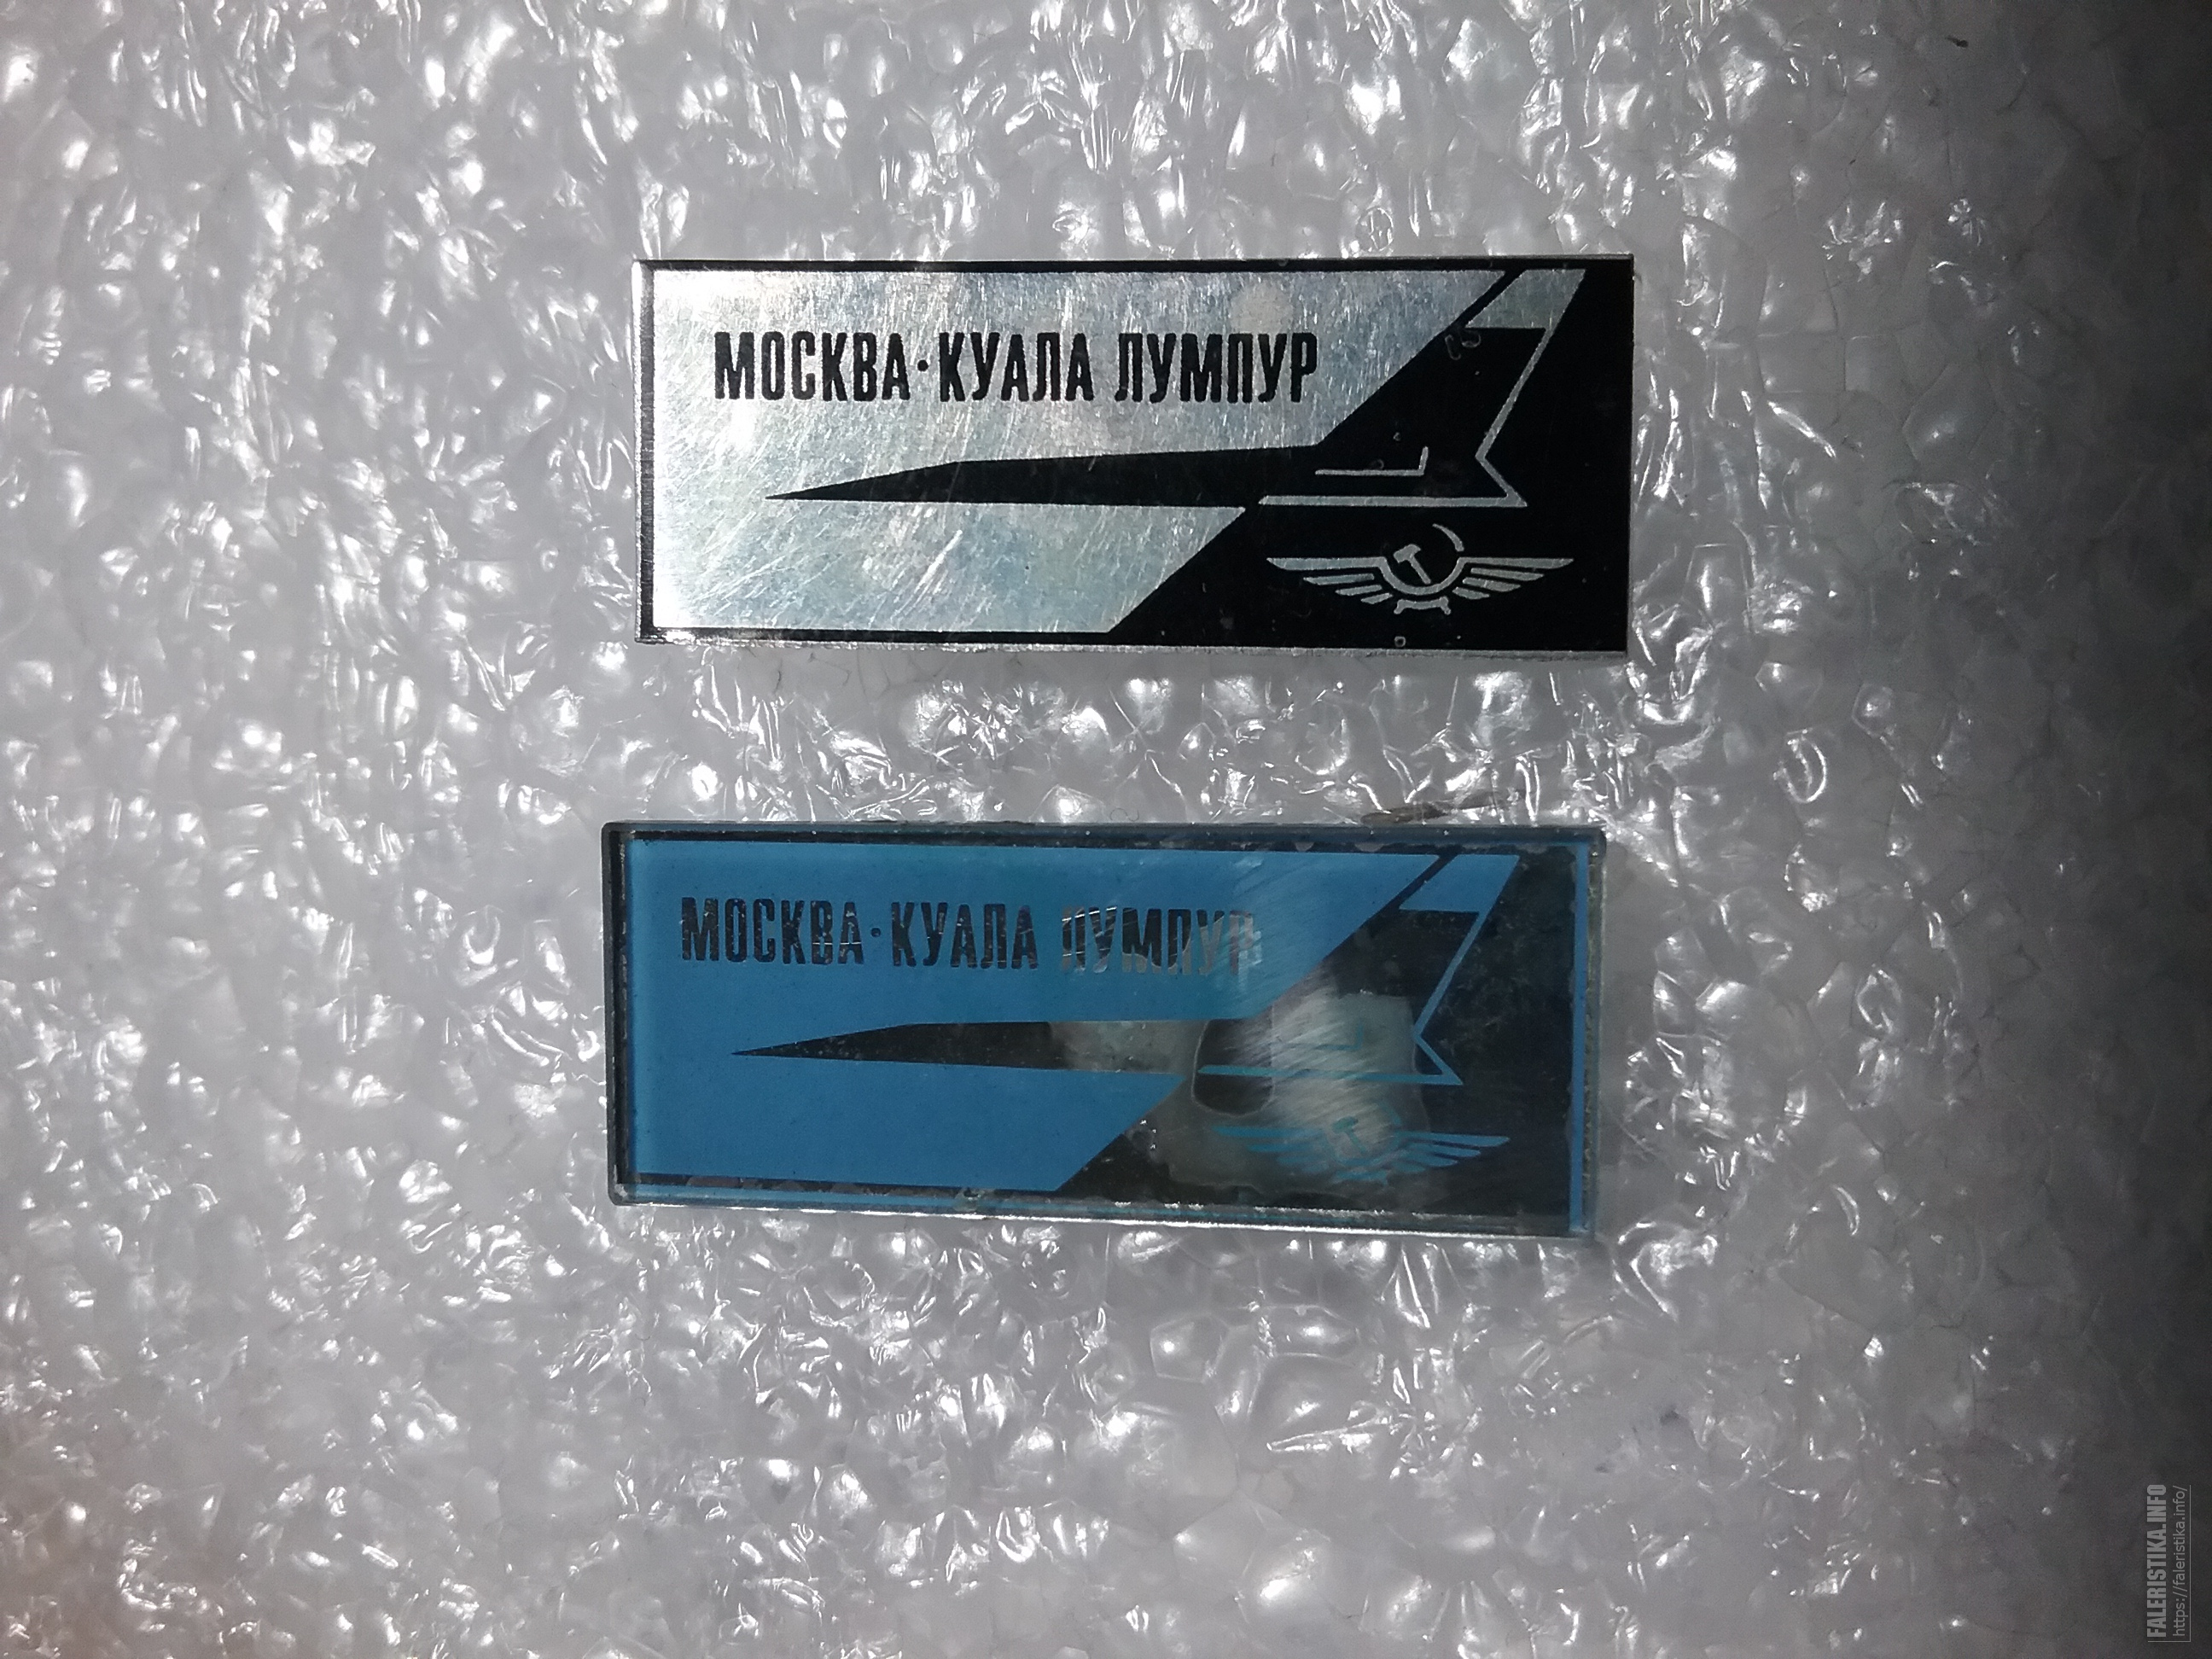 МОСКВА·КУАЛА ЛУМПУР
МОСКВА·КУАЛА ЛУМПУР
FALERISTIKA.INFO
https://faleristika.info/